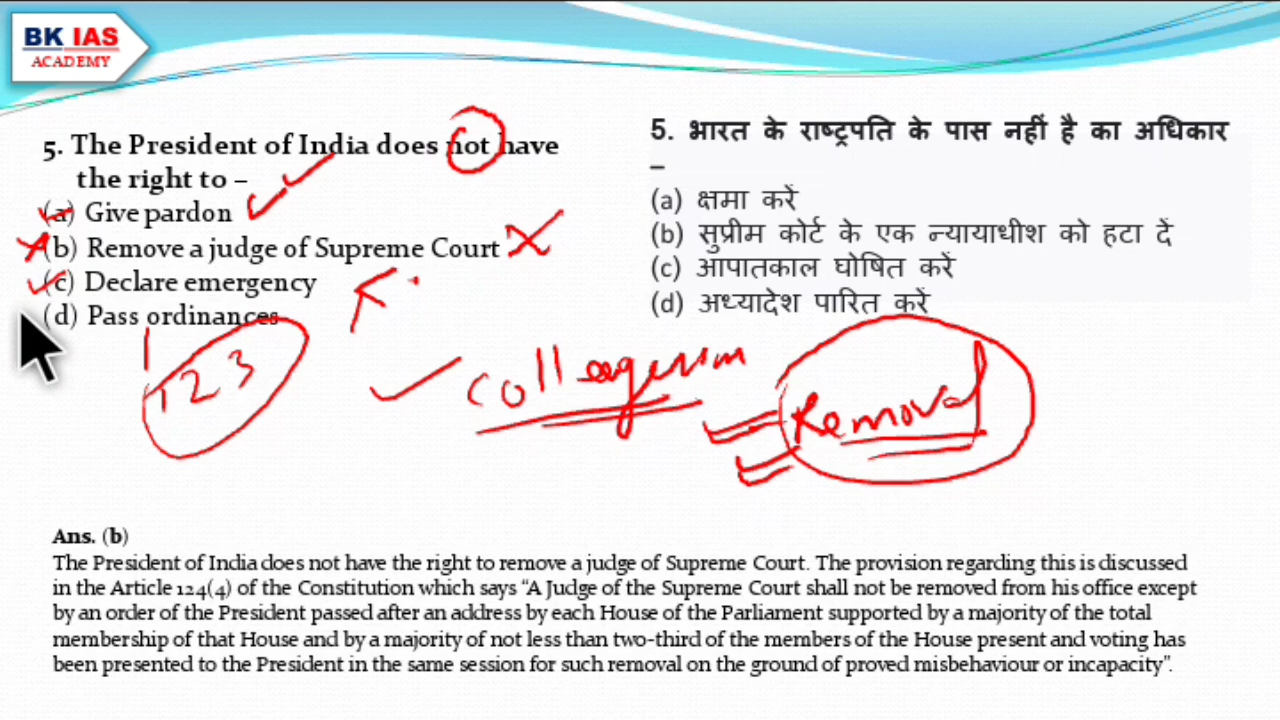 BK IAS
ACADEMY
5. The President of India does not have
the right to –
(a) Give pardon
(b) Remove a judge of Supreme Court
(c) Declare emergency
(d) Pass ordinances
5. भारत के राष्ट्रपति के पास नहीं है का अधिकार
–
(a) क्षमा करें
(b) सुप्रीम कोर्ट के एक न्यायाधीश को हटा दें
(c) आपातकाल घोषित करें
(d) अध्यादेश पारित करें
123
Removal
Ans. (b)
The President of India does not have the right to remove a judge of Supreme Court. The provision regarding this is discussed
in the Article 124(4) of the Constitution which says “A Judge of the Supreme Court shall not be removed from his office except
by an order of the President passed after an address by each House of the Parliament supported by a majority of the total
membership of that House and by a majority of not less than two-third of the members of the House present and voting has
been presented to the President in the same session for such removal on the ground of proved misbehaviour or incapacity”.